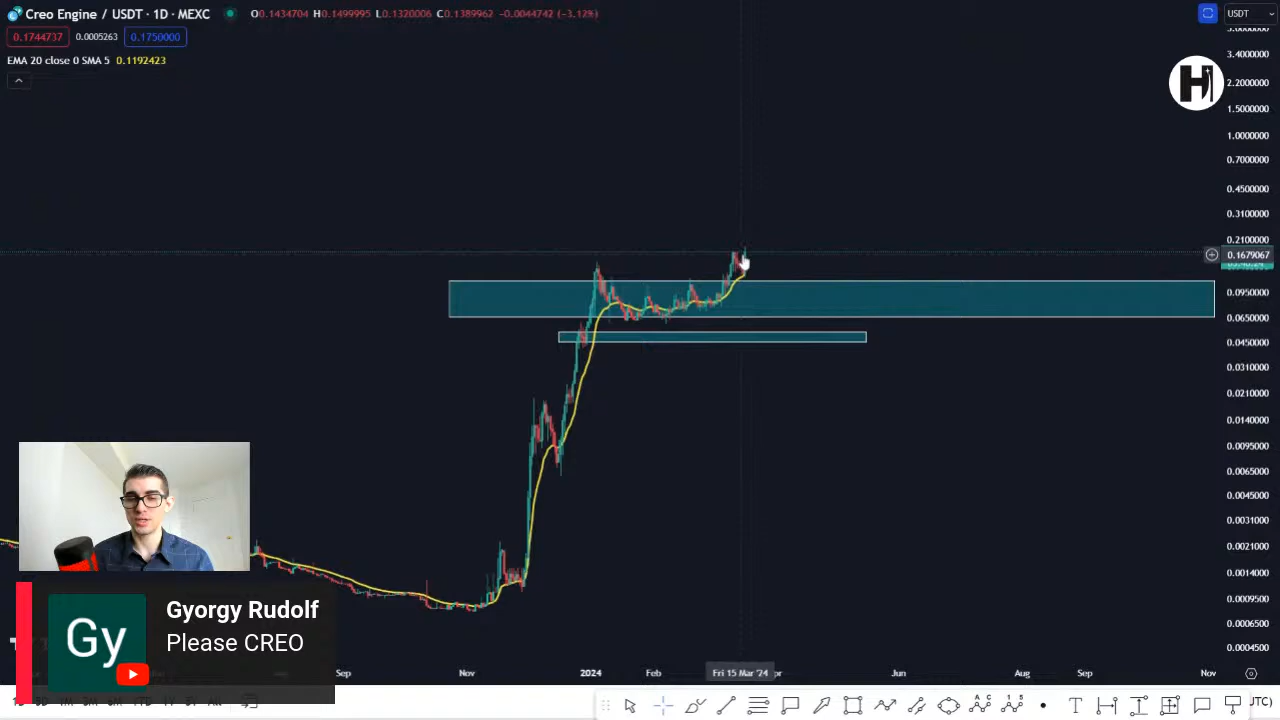 Creo Engine / USDT · 1D · MEXC
O0.1434704 H0.1499995 L0.1320006 C0.1389962 -0.0044742 (-3.12%)
USDT
0.1744737 0.0005263 0.1750000
EMA 20 close 0 SMA 5 0.1192423
H
3.4000000
2.2000000
1.5000000
1.0000000
0.7000000
0.4500000
0.3100000
0.2100000
0.1679067
0.0950000
0.0650000
0.0450000
0.0310000
0.0210000
0.0140000
0.0095000
0.0065000
0.0045000
0.0031000
0.0021000
0.0014000
0.0009500
0.0006500
0.0004500
Sep Nov 2024 Feb Fri 15 Mar '24 Jun Aug Sep Nov
Gy
Gyorgy Rudolf
Please CREO